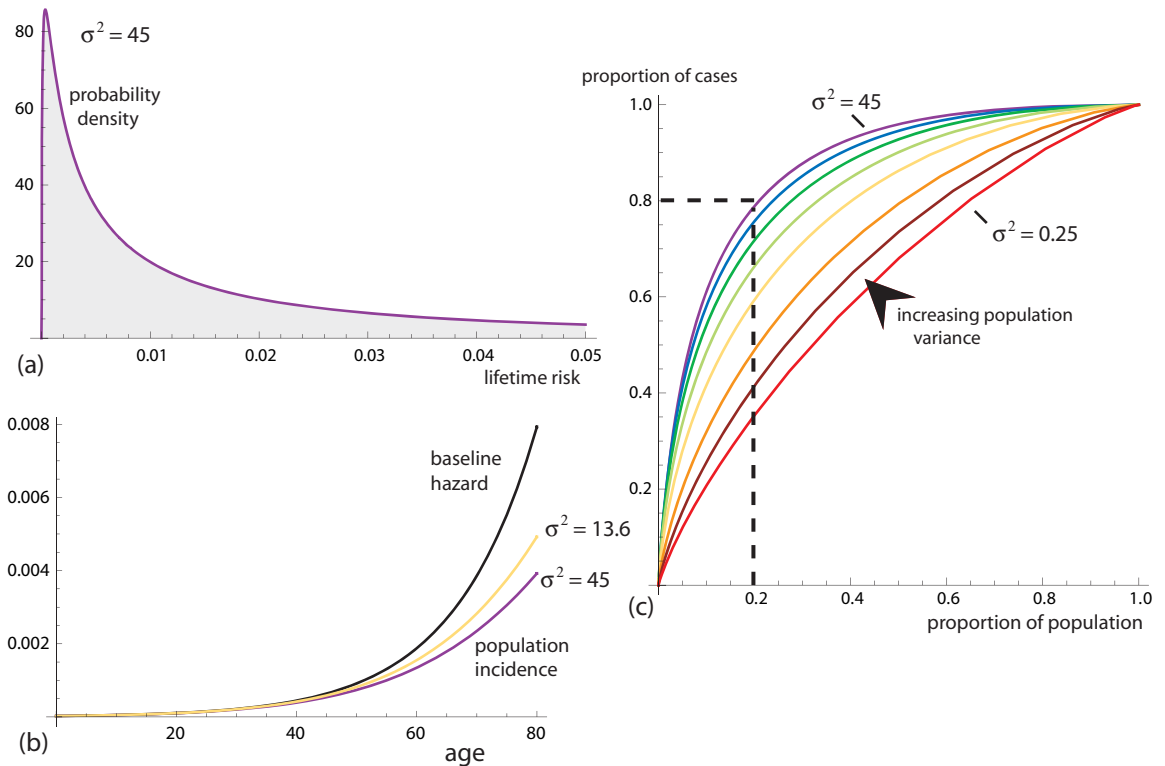 80
60
40
20
σ² = 45
probability
density
0.01
0.02
0.03
0.04
0.05
lifetime risk
(a)
0.008
0.006
0.004
0.002
baseline
hazard
σ² = 13.6
σ² = 45
population
incidence
20
40
60
80
age
(b)
proportion of cases
1.0
0.8
0.6
0.4
0.2
σ² = 45
σ² = 0.25
increasing population
variance
0.2
0.4
0.6
0.8
1.0
proportion of population
(c)